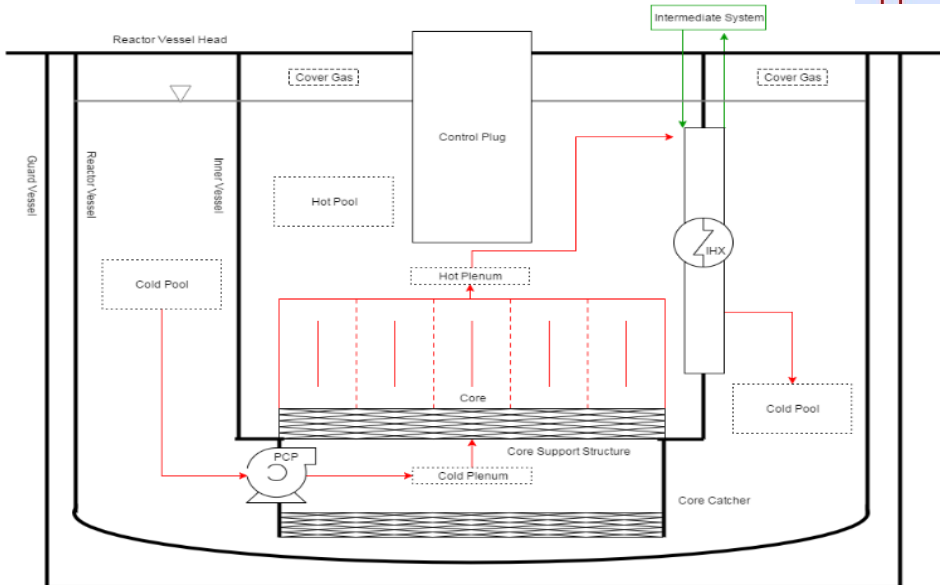 Intermediate System
Reactor Vessel Head
Cover Gas
Cover Gas
Control Plug
Guard Vessel
Reactor Vessel
Inner Vessel
Hot Pool
IHX
Hot Plenum
Cold Pool
Core
Cold Pool
Core Support Structure
PCP
Cold Plenum
Core Catcher